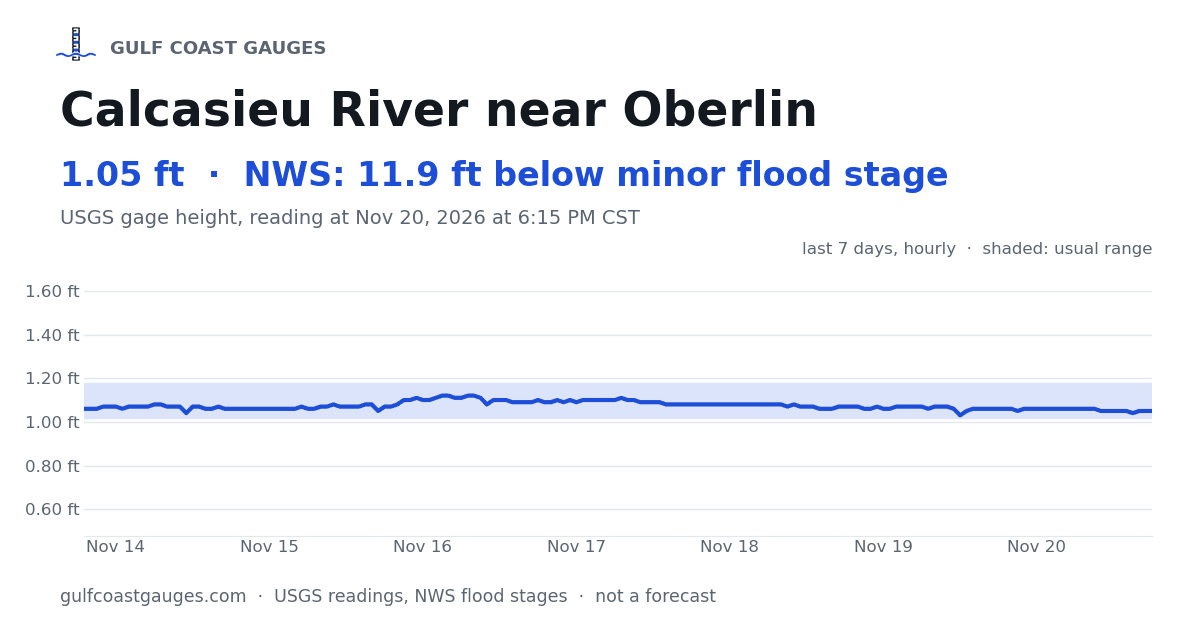 GULF COAST GAUGES
Calcasieu River near Oberlin
1.05 ft · NWS: 11.9 ft below minor flood stage
USGS gage height, reading at Nov 20, 2026 at 6:15 PM CST
last 7 days, hourly · shaded: usual range
1.60 ft
1.40 ft
1.20 ft
1.00 ft
0.80 ft
0.60 ft
Nov 14 Nov 15 Nov 16 Nov 17 Nov 18 Nov 19 Nov 20
gulfcoastgauges.com · USGS readings, NWS flood stages · not a forecast